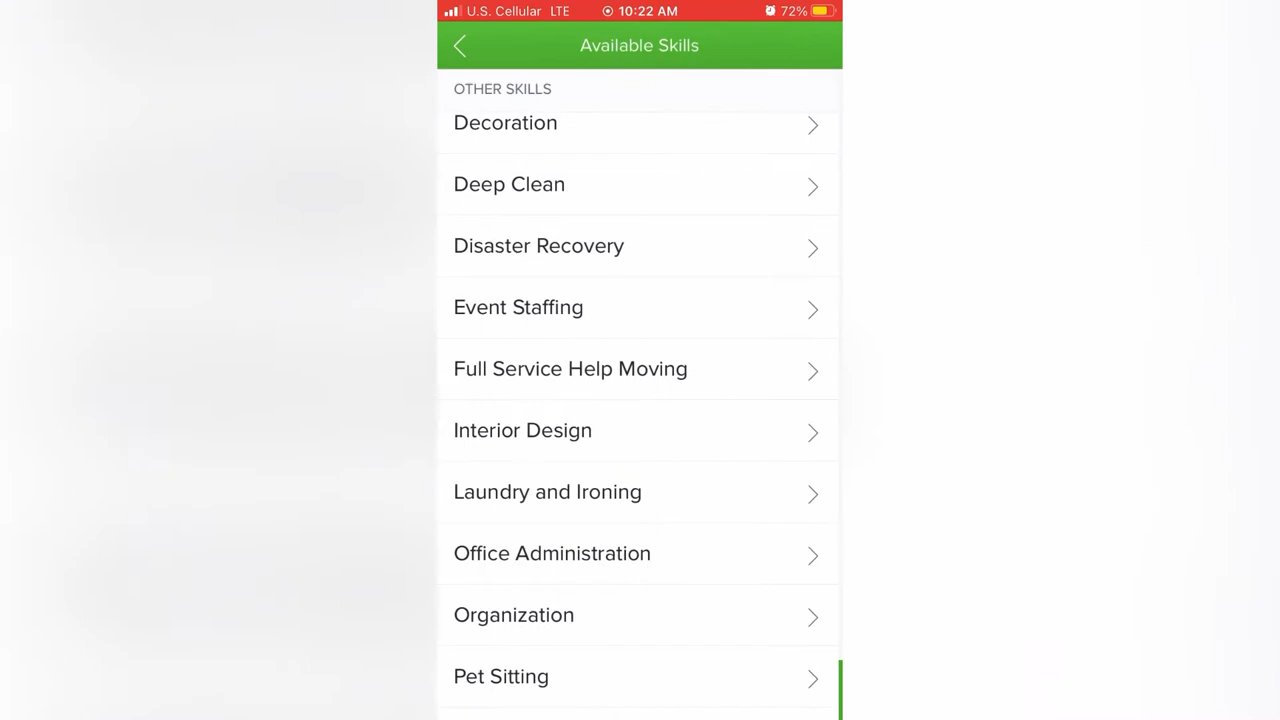 U.S. Cellular LTE 10:22 AM 72%
Available Skills
OTHER SKILLS
Decoration
Deep Clean
Disaster Recovery
Event Staffing
Full Service Help Moving
Interior Design
Laundry and Ironing
Office Administration
Organization
Pet Sitting